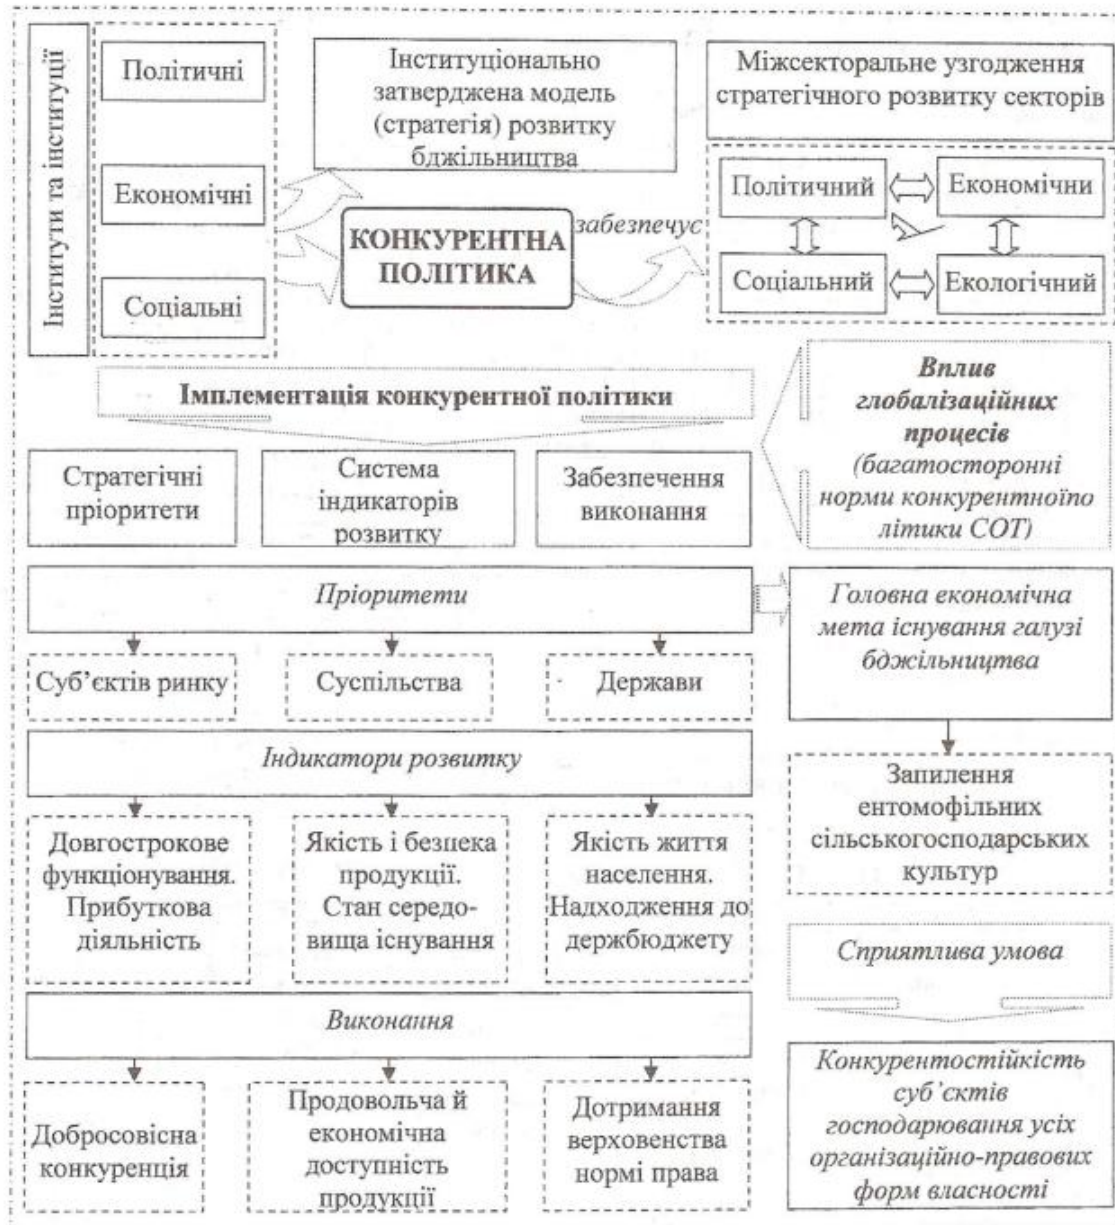 Інститути та інституції
Політичні
Економічні
Соціальні
Інституціонально
затверджена модель
(стратегія) розвитку
бджільництва
КОНКУРЕНТНА
ПОЛІТИКА
забезпечує
Міжсекторальне узгодження
стратегічного розвитку секторів
Політичний
Економічни
Соціальний
Екологічний
Імплементація конкурентної політики
Вплив
глобалізаційних
процесів
(багатосторонні
норми конкурентноїпо
літики СОТ)
Стратегічні
пріоритети
Система
індикаторів
розвитку
Забезпечення
виконання
Пріоритети
Суб’єктів ринку
Суспільства
Держави
Головна економічна
мета існування галузі
бджільництва
Індикатори розвитку
Довгострокове
функціонування.
Прибуткова
діяльність
Якість і безпека
продукції.
Стан середо-
вища існування
Якість життя
населення.
Надходження до
держбюджету
Запилення
ентомофільних
сільськогосподарських
культур
Сприятлива умова
Виконання
Добросовісна
конкуренція
Продовольча й
економічна
доступність
продукції
Дотримання
верховенства
нормі права
Конкурентостійкість
суб’єктів
господарювання усіх
організаційно-правових
форм власності